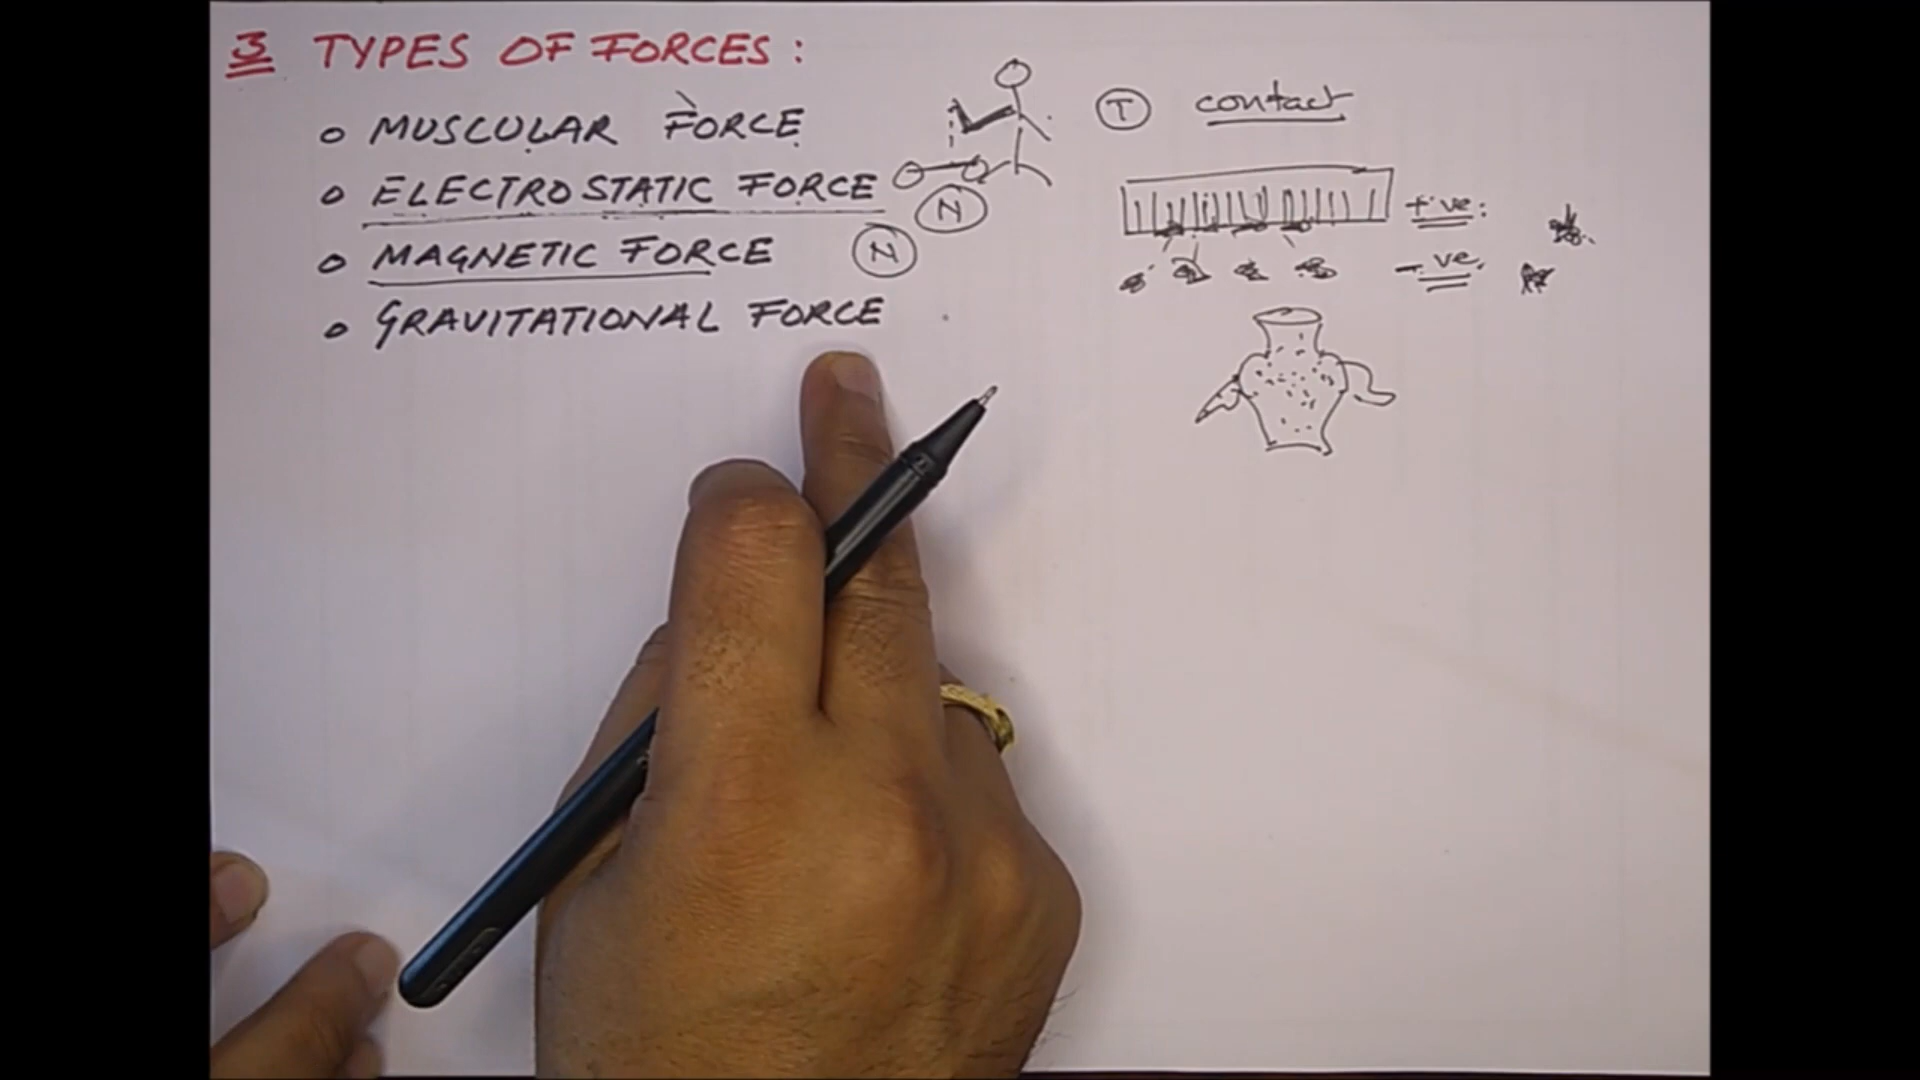 3 TYPES OF FORCES:
o MUSCULAR FORCE T contact
o ELECTROSTATIC FORCE N +ve:
o MAGNETIC FORCE N -ve:
o GRAVITATIONAL FORCE